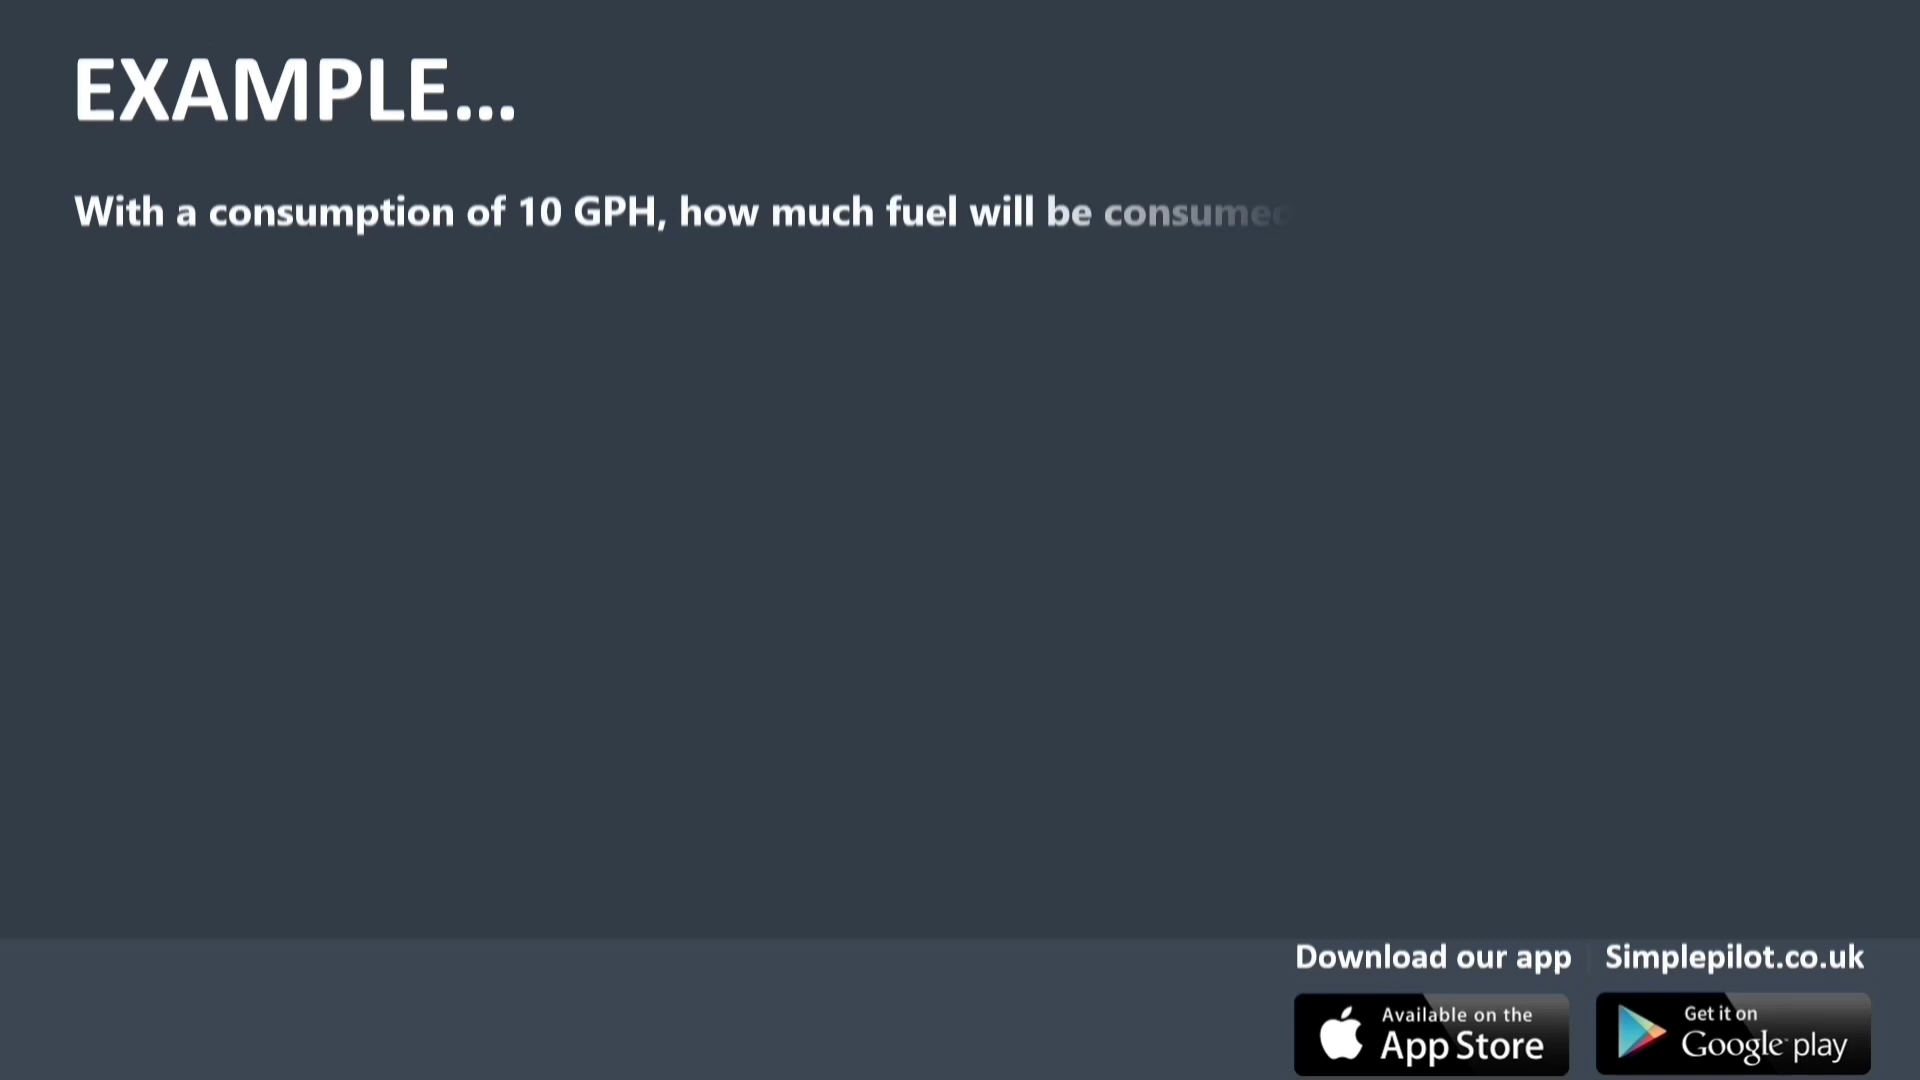 EXAMPLE...
With a consumption of 10 GPH, how much fuel will be consumed
Download our app
Simplepilot.co.uk
Available on the
App Store
Get it on
Google play